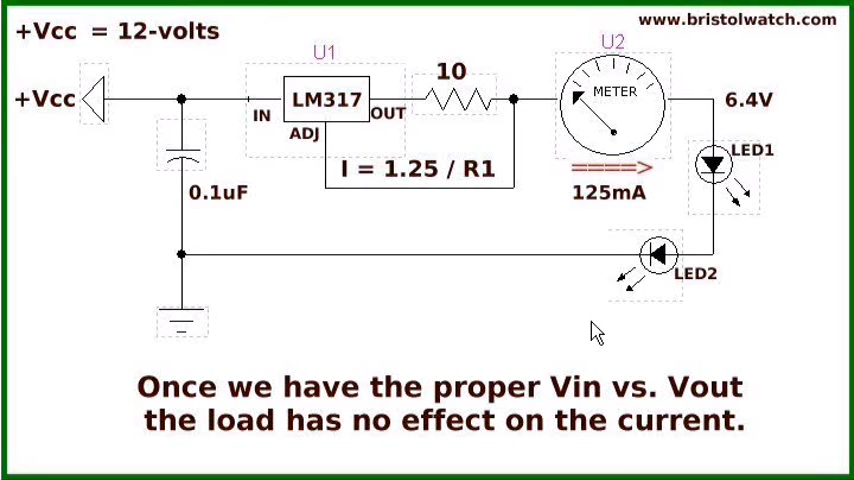 www.bristolwatch.com
+Vcc = 12-volts
U1
U2
10
+Vcc
LM317
METER
6.4V
IN
OUT
ADJ
LED1
I = 1.25 / R1
====>
0.1uF
125mA
LED2
Once we have the proper Vin vs. Vout
the load has no effect on the current.